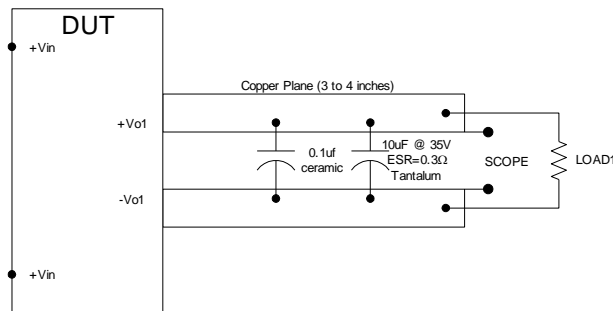 DUT
+Vin
Copper Plane (3 to 4 inches)
+Vo1
0.1uf
ceramic
10uF @ 35V
ESR=0.3Ω
Tantalum
SCOPE
LOAD1
-Vo1
+Vin